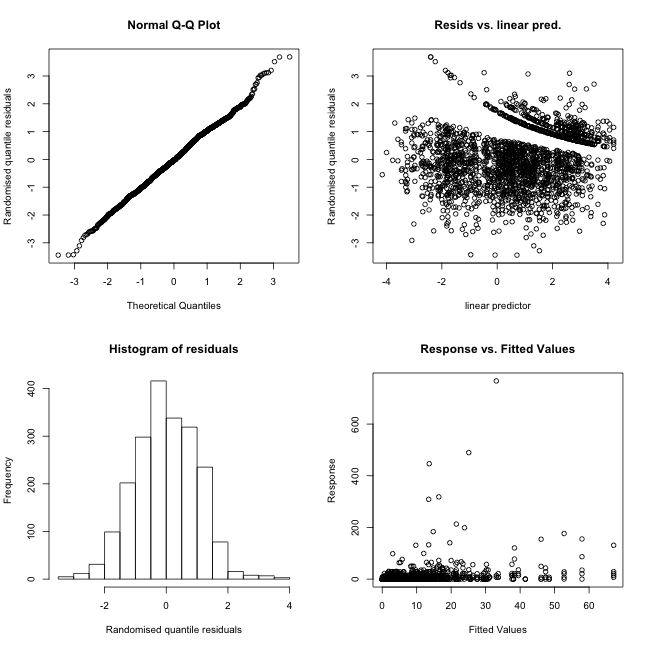 Normal Q-Q Plot
Randomised quantile residuals
-3 -2 -1 0 1 2 3
-3 -2 -1 0 1 2 3
Theoretical Quantiles
Resids vs. linear pred.
Randomised quantile residuals
-3 -2 -1 0 1 2 3
-4 -2 0 2 4
linear predictor
Histogram of residuals
Frequency
0 100 200 300 400
-2 0 2 4
Randomised quantile residuals
Response vs. Fitted Values
Response
0 200 400 600
0 10 20 30 40 50 60
Fitted Values